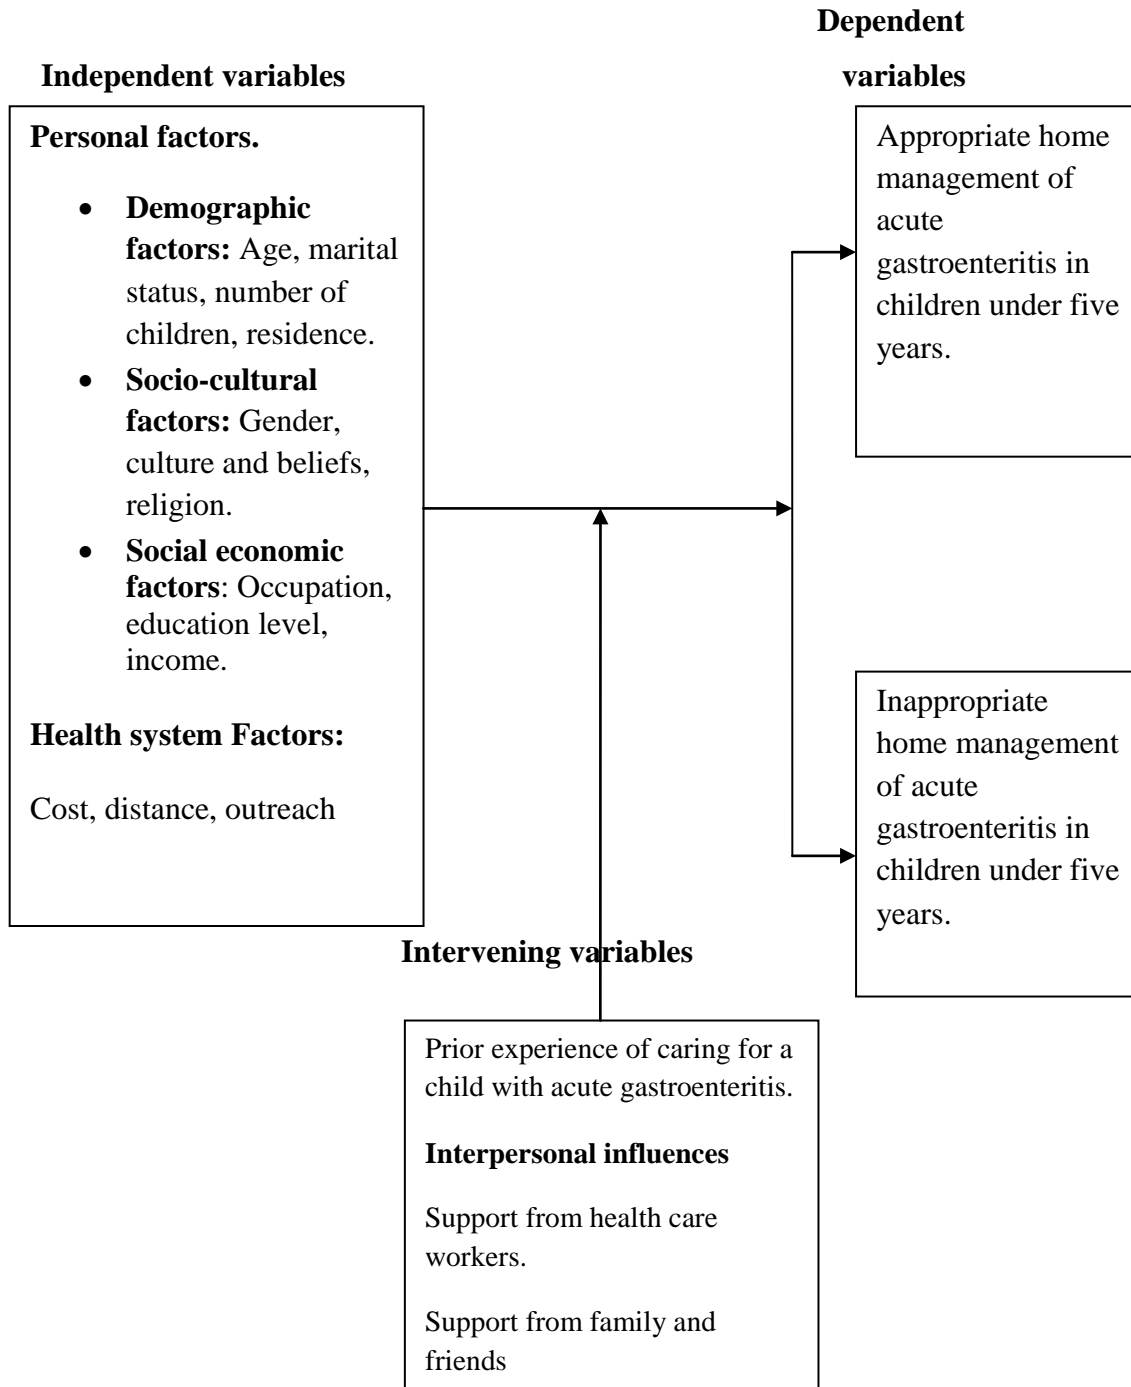 Dependent
variables
Independent variables
Personal factors.
• Demographic
factors: Age, marital
status, number of
children, residence.
• Socio-cultural
factors: Gender,
culture and beliefs,
religion.
• Social economic
factors: Occupation,
education level,
income.
Health system Factors:
Cost, distance, outreach
Appropriate home
management of
acute
gastroenteritis in
children under five
years.
Inappropriate
home management
of acute
gastroenteritis in
children under five
years.
Intervening variables
Prior experience of caring for a
child with acute gastroenteritis.
Interpersonal influences
Support from health care
workers.
Support from family and
friends